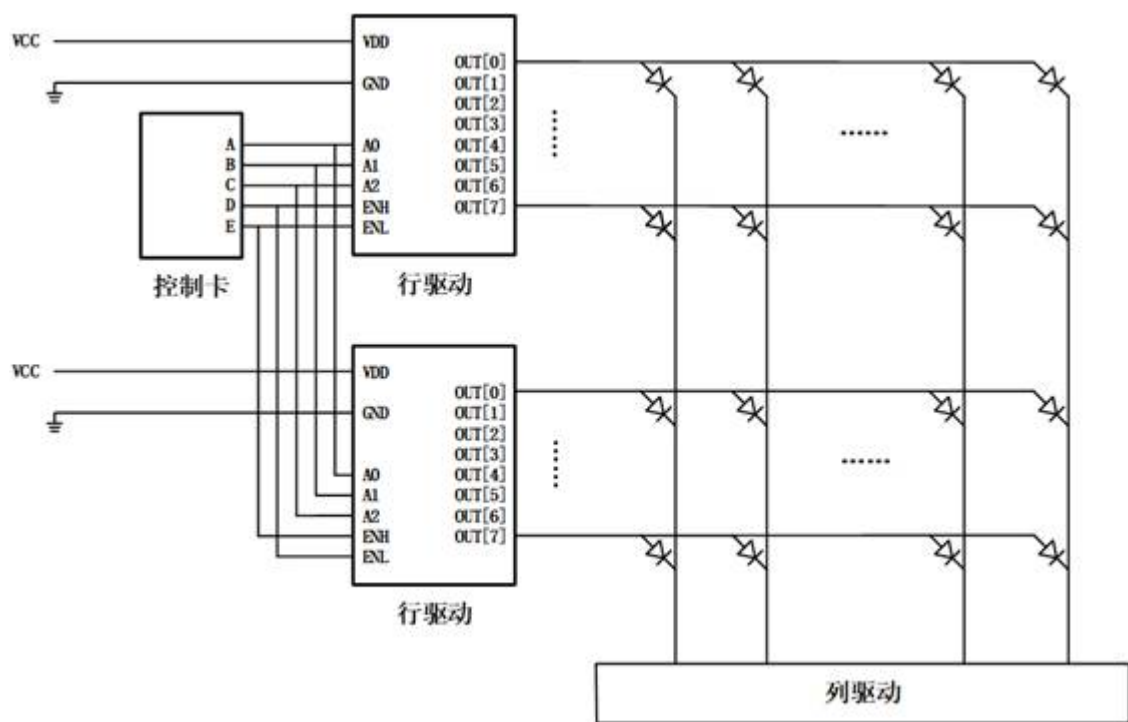 VCC
VDD
OUT[0]
GND
OUT[1]
OUT[2]
OUT[3]
A
A0
OUT[4]
B
A1
OUT[5]
C
A2
OUT[6]
D
ENH
OUT[7]
E
ENL
控制卡
行驱动
VCC
VDD
OUT[0]
GND
OUT[1]
OUT[2]
OUT[3]
A0
OUT[4]
A1
OUT[5]
A2
OUT[6]
ENH
OUT[7]
ENL
行驱动
列驱动